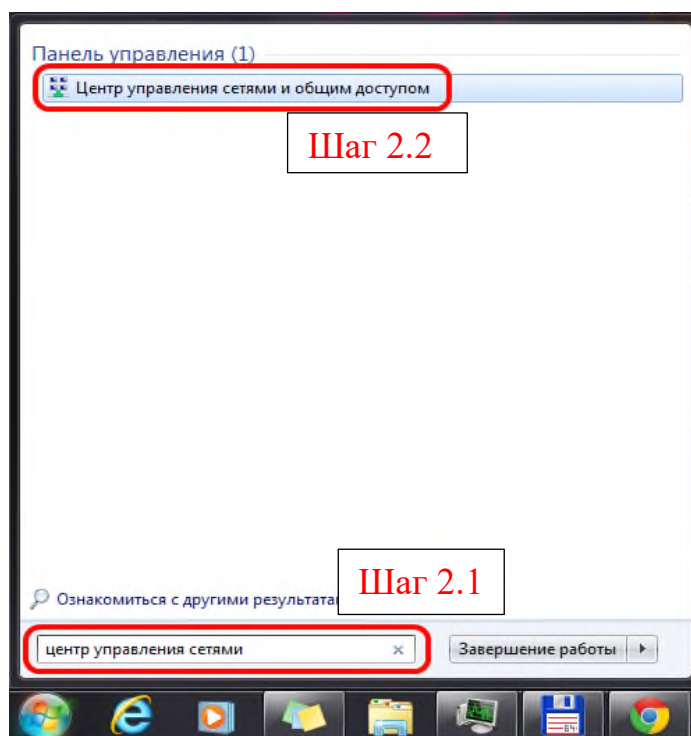 Панель управления (1)
Центр управления сетями и общим доступом
Шаг 2.2
Шаг 2.1
Ознакомиться с другими
центр управления сетями
Завершение работы
64